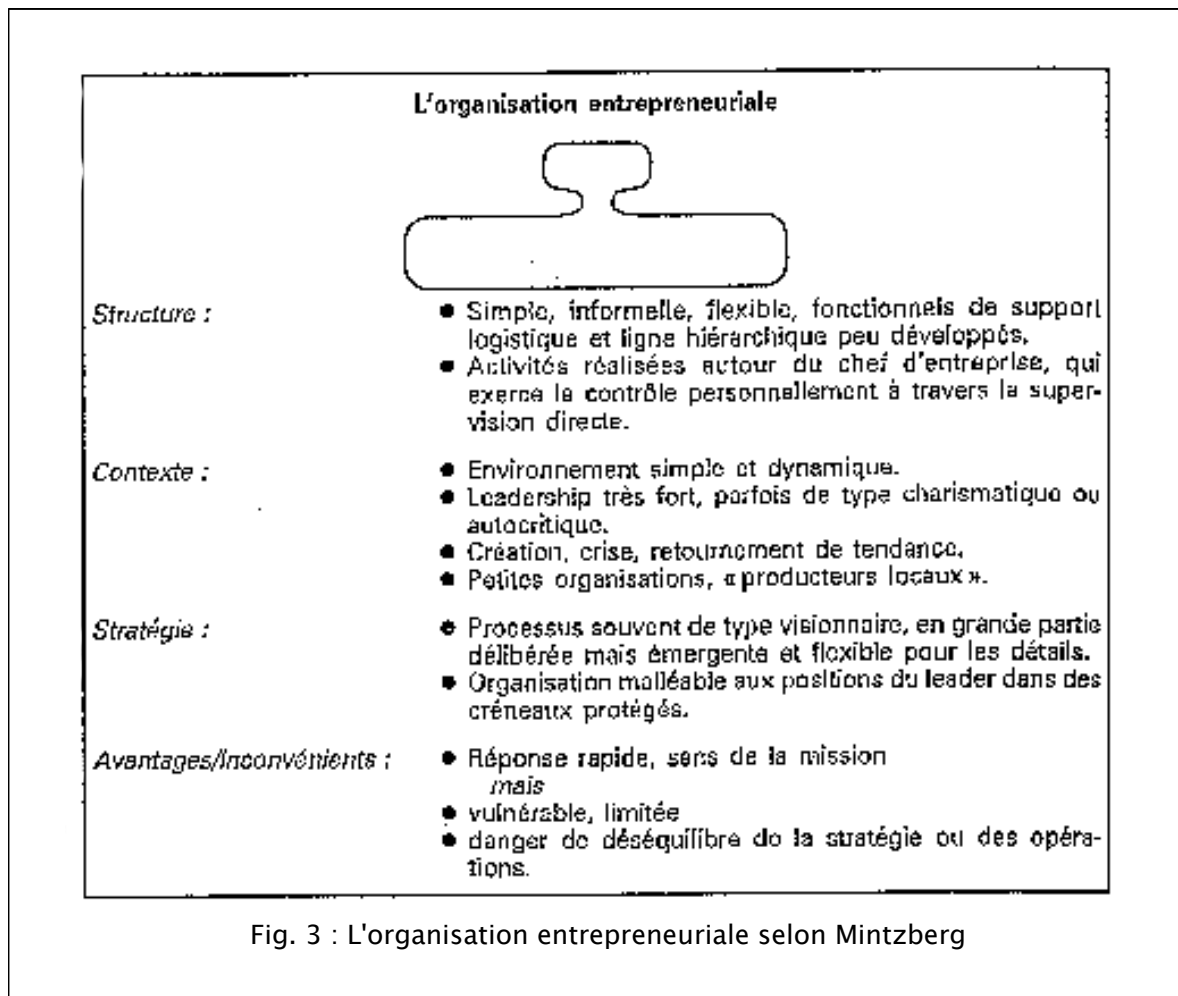 L'organisation entrepreneuriale
Structure :
● Simple, informelle, flexible, fonctionnels de support
logistique et ligne hiérarchique peu développés.
● Activités réalisées autour du chef d'entreprise, qui
exerce le contrôle personnellement à travers la super-
vision directe.
Contexte :
● Environnement simple et dynamique.
● Leadership très fort, parfois de type charismatique ou
autocritique.
● Création, crise, retournement de tendance.
● Petites organisations, « producteurs locaux ».
Stratégie :
● Processus souvent de type visionnaire, en grande partie
délibérée mais émergente et flexible pour les détails.
● Organisation malléable aux positions du leader dans des
créneaux protégés.
Avantages/Inconvénients :
● Réponse rapide, sens de la mission
mais
● vulnérable, limitée
● danger de déséquilibre de la stratégie ou des opéra-
tions.
Fig. 3 : L'organisation entrepreneuriale selon Mintzberg